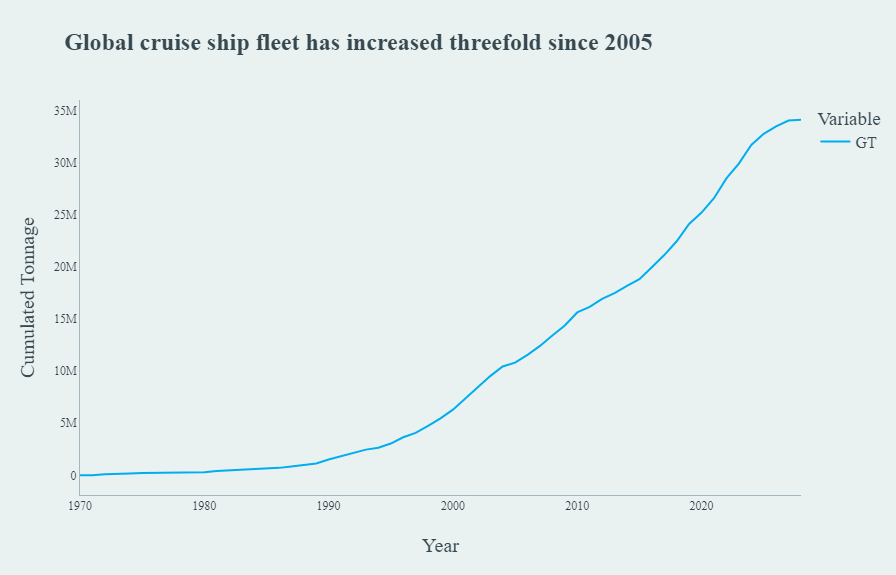 Global cruise ship fleet has increased threefold since 2005
Variable
GT
Cumulated Tonnage
35M
30M
25M
20M
15M
10M
5M
0
1970 1980 1990 2000 2010 2020
Year